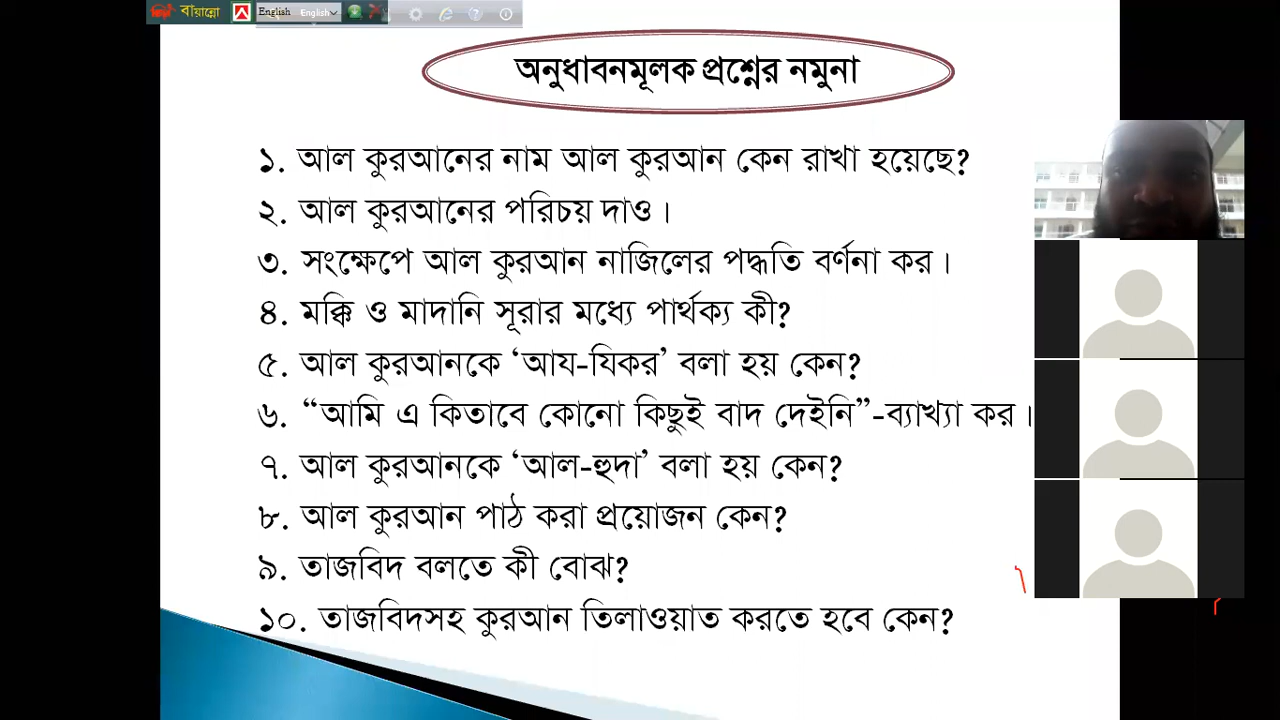 বায়ান্নো English English
অনুধাবনমূলক প্রশ্নের নমুনা
১. আল কুরআনের নাম আল কুরআন কেন রাখা হয়েছে?
২. আল কুরআনের পরিচয় দাও।
৩. সংক্ষেপে আল কুরআন নাজিলের পদ্ধতি বর্ণনা কর।
৪. মক্কি ও মাদানি সূরার মধ্যে পার্থক্য কী?
৫. আল কুরআনকে ‘আয-যিকর’ বলা হয় কেন?
৬. “আমি এ কিতাবে কোনো কিছুই বাদ দেইনি”-ব্যাখ্যা কর।
৭. আল কুরআনকে ‘আল-হুদা’ বলা হয় কেন?
৮. আল কুরআন পাঠ করা প্রয়োজন কেন?
৯. তাজবিদ বলতে কী বোঝ?
১০. তাজবিদসহ কুরআন তিলাওয়াত করতে হবে কেন?